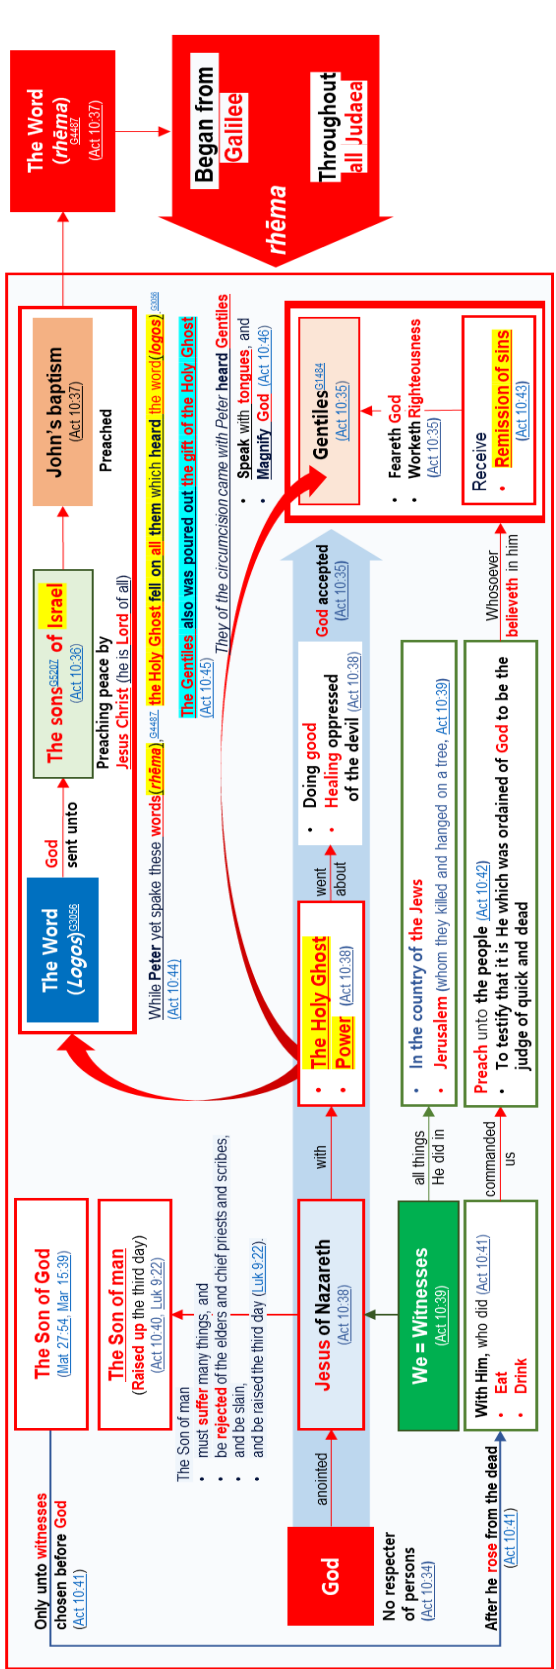 The Word
(rhēma)
G4487
(Act 10:37)
Began from
Galilee
Throughout
all Judaea
rhēma
The Word
(Logos)G3056
God
sent unto
The sonsG5207 of Israel
(Act 10:36)
Preaching peace by
Jesus Christ (he is Lord of all)
John's baptism
(Act 10:37)
Preached
While Peter yet spake these words(rhēma),G4487 the Holy Ghost fell on all them which heard the word(logos).G3056
(Act 10:44)
The Gentiles also was poured out the gift of the Holy Ghost
(Act 10:45)
They of the circumcision came with Peter heard Gentiles
• Speak with tongues, and
• Magnify God (Act 10:46)
Only unto witnesses
chosen before God
(Act 10:41)
The Son of God
(Mat 27:54, Mar 15:39)
The Son of man
(Raised up the third day)
(Act 10:40, Luk 9:22)
The Son of man
• must suffer many things, and
• be rejected of the elders and chief priests and scribes,
• and be slain,
• and be raised the third day (Luk 9:22).
God
No respecter
of persons
(Act 10:34)
anointed
Jesus of Nazareth
(Act 10:38)
with
• The Holy Ghost
• Power (Act 10:38)
went
about
• Doing good
• Healing oppressed
of the devil (Act 10:38)
God accepted
(Act 10:35)
GentilesG1484
(Act 10:35)
• Feareth God
• Worketh Righteousness
(Act 10:35)
Receive
• Remission of sins
(Act 10:43)
We = Witnesses
(Act 10:39)
all things
He did in
• In the country of the Jews
• Jerusalem (whom they killed and hanged on a tree, Act 10:39)
After he rose from the dead
(Act 10:41)
With Him, who did (Act 10:41)
• Eat
• Drink
commanded
us
Preach unto the people (Act 10:42)
• To testify that it is He which was ordained of God to be the
judge of quick and dead
Whosoever
believeth in him